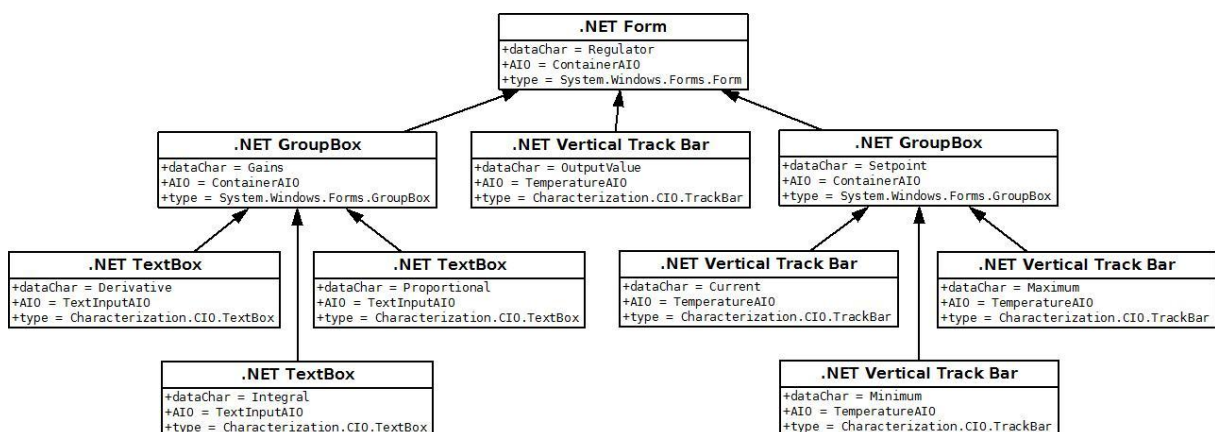 .NET Form
+dataChar = Regulator
+AIO = ContainerAIO
+type = System.Windows.Forms.Form
.NET GroupBox
+dataChar = Gains
+AIO = ContainerAIO
+type = System.Windows.Forms.GroupBox
.NET Vertical Track Bar
+dataChar = OutputValue
+AIO = TemperatureAIO
+type = Characterization.CIO.TrackBar
.NET GroupBox
+dataChar = Setpoint
+AIO = ContainerAIO
+type = System.Windows.Forms.GroupBox
.NET TextBox
+dataChar = Derivative
+AIO = TextInputAIO
+type = Characterization.CIO.TextBox
.NET TextBox
+dataChar = Proportional
+AIO = TextInputAIO
+type = Characterization.CIO.TextBox
.NET Vertical Track Bar
+dataChar = Current
+AIO = TemperatureAIO
+type = Characterization.CIO.TrackBar
.NET Vertical Track Bar
+dataChar = Maximum
+AIO = TemperatureAIO
+type = Characterization.CIO.TrackBar
.NET TextBox
+dataChar = Integral
+AIO = TextInputAIO
+type = Characterization.CIO.TextBox
.NET Vertical Track Bar
+dataChar = Minimum
+AIO = TemperatureAIO
+type = Characterization.CIO.TrackBar